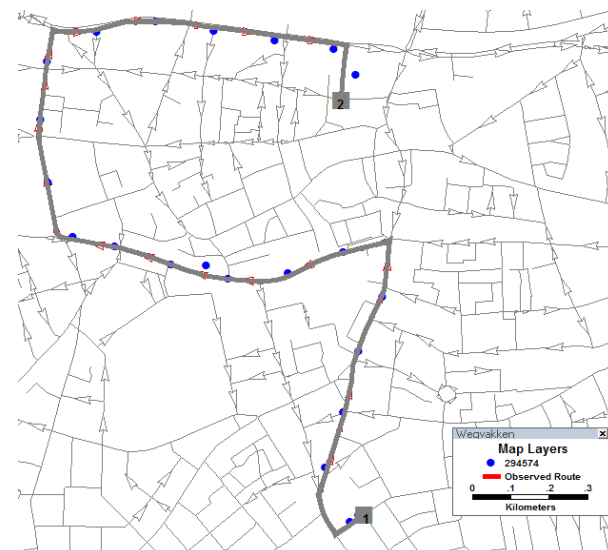 2
1
Wegvakken
Map Layers
294574
Observed Route
0 .1 .2 .3
Kilometers